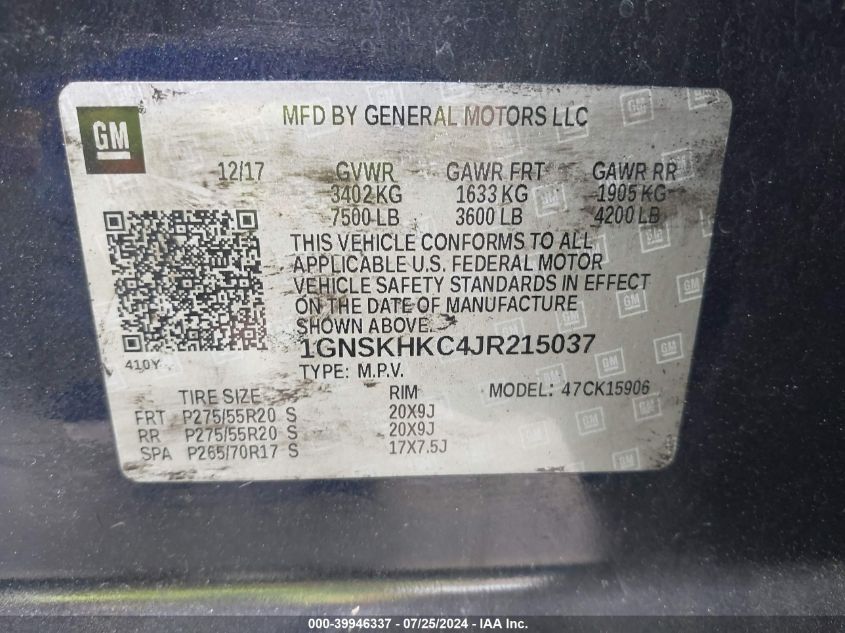 GM
MFD BY GENERAL MOTORS LLC
12/17 GVWR GAWR FRT GAWR RR
3402 KG 1633 KG 1905 KG
7500 LB 3600 LB 4200 LB
THIS VEHICLE CONFORMS TO ALL
APPLICABLE U.S. FEDERAL MOTOR
VEHICLE SAFETY STANDARDS IN EFFECT
ON THE DATE OF MANUFACTURE
SHOWN ABOVE.
410Y 1GNSKHKC4JR215037
TYPE: M.P.V.
TIRE SIZE RIM MODEL: 47CK15906
FRT P275/55R20 S 20X9J
RR P275/55R20 S 20X9J
SPA P265/70R17 S 17X7.5J
000-39946337 - 07/25/2024 - IAA Inc.